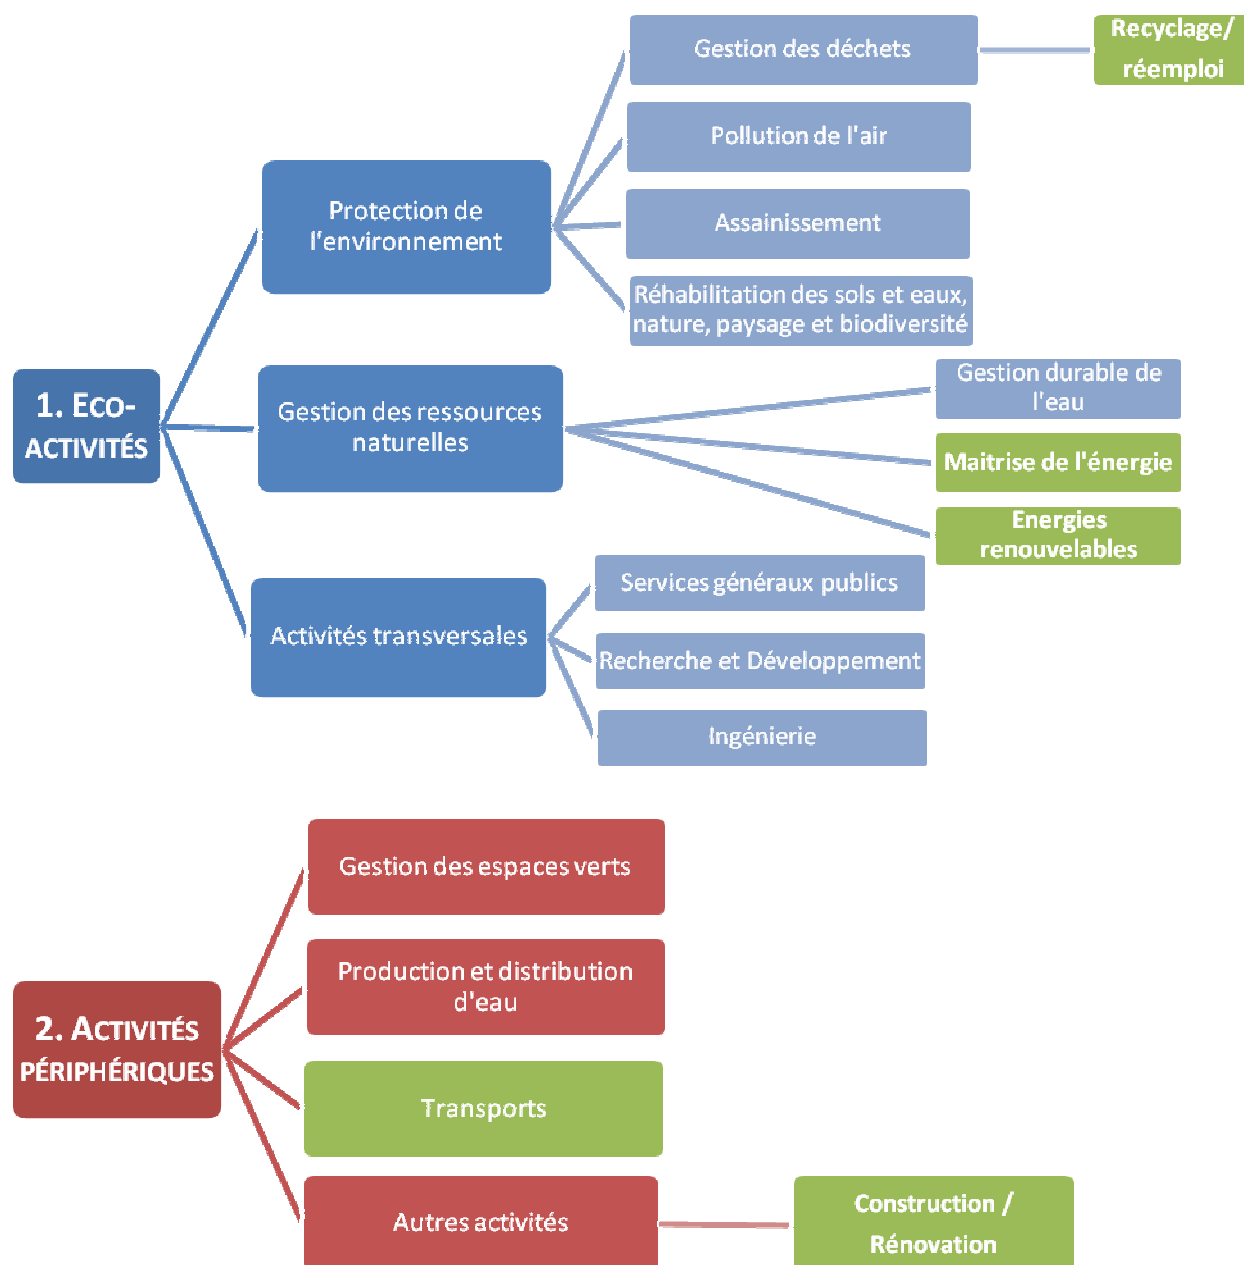 Gestion des déchets
Recyclage/
réemploi
Pollution de l'air
Protection de
l'environnement
Assainissement
Réhabilitation des sols et eaux,
nature, paysage et biodiversité
1. ECO-
ACTIVITÉS
Gestion des ressources
naturelles
Gestion durable de
l'eau
Maitrise de l'énergie
Energies
renouvelables
Activités transversales
Services généraux publics
Recherche et Développement
Ingénierie
2. ACTIVITÉS
PÉRIPHÉRIQUES
Gestion des espaces verts
Production et distribution
d'eau
Transports
Autres activités
Construction /
Rénovation